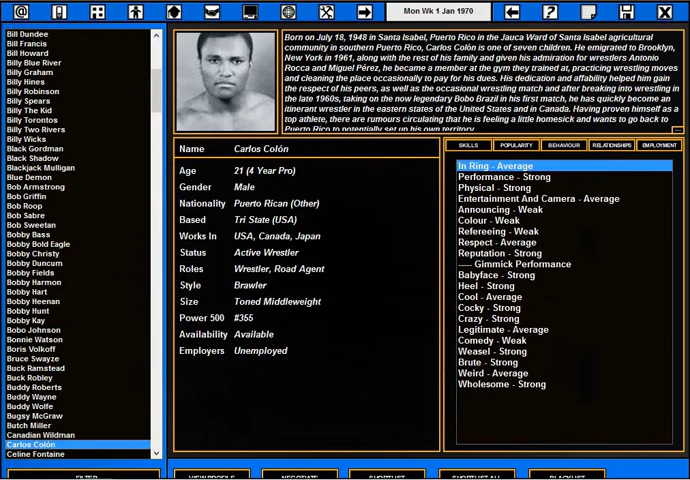 Mon Wk 1 Jan 1970
Bill Dundee
Bill Francis
Bill Howard
Billy Blue River
Billy Graham
Billy Hines
Billy Robinson
Billy Spears
Billy The Kid
Billy Torontos
Billy Two Rivers
Billy Wicks
Black Gordman
Black Shadow
Blackjack Mulligan
Blue Demon
Bob Armstrong
Bob Griffin
Bob Roop
Bob Sabre
Bob Sweetan
Bobby Bass
Bobby Bold Eagle
Bobby Christy
Bobby Duncum
Bobby Fields
Bobby Harmon
Bobby Hart
Bobby Heenan
Bobby Hunt
Bobby Kay
Bobo Johnson
Bonnie Watson
Boris Volkoff
Bruce Swayze
Buck Ramstead
Buck Robley
Buddy Roberts
Buddy Wayne
Buddy Wolfe
Bugsy McGraw
Butch Miller
Canadian Wildman
Carlos Colón
Celine Fontaine
FILTER
Born on July 18, 1948 in Santa Isabel, Puerto Rico in the Jauca Ward of Santa Isabel agricultural
community in southern Puerto Rico, Carlos Colón is one of seven children. He emigrated to Brooklyn,
New York in 1961, along with the rest of his family and given his admiration for wrestlers Antonio
Rocca and Miguel Pérez, he became a member at the gym they trained at, practicing wrestling moves
and cleaning the place occasionally to pay for his dues. His dedication and affability helped him gain
the respect of his peers, as well as the occasional wrestling match and after breaking into wrestling in
the late 1960s, taking on the now legendary Bobo Brazil in his first match, he has quickly become an
itinerant wrestler in the eastern states of the United States and in Canada. Having proven himself as a
top athlete, there are rumours circulating that he is feeling a little homesick and wants to go back to
Puerto Rico to potentially set up his own territory.
...
Name Carlos Colón
Age 21 (4 Year Pro)
Gender Male
Nationality Puerto Rican (Other)
Based Tri State (USA)
Works In USA, Canada, Japan
Status Active Wrestler
Roles Wrestler, Road Agent
Style Brawler
Size Toned Middleweight
Power 500 #355
Availability Available
Employers Unemployed
SKILLS POPULARITY BEHAVIOUR RELATIONSHIPS EMPLOYMENT
In Ring - Average
Performance - Strong
Physical - Strong
Entertainment And Camera - Average
Announcing - Weak
Colour - Weak
Refereeing - Weak
Respect - Average
Reputation - Strong
----- Gimmick Performance
Babyface - Strong
Heel - Strong
Cool - Average
Cocky - Strong
Crazy - Strong
Legitimate - Average
Comedy - Weak
Weasel - Strong
Brute - Strong
Weird - Average
Wholesome - Strong
VIEW PROFILE NEGOTIATE SHORTLIST SHORTLIST ALL BLACKLIST